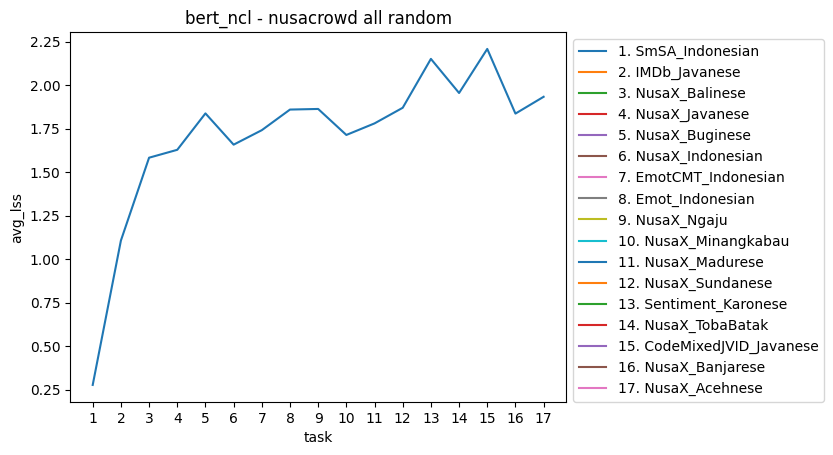 bert_ncl - nusacrowd all random
2.25
2.00
1.75
1.50
1.25
1.00
0.75
0.50
0.25
avg_lss
1 2 3 4 5 6 7 8 9 10 11 12 13 14 15 16 17
task
1. SmSA_Indonesian
2. IMDb_Javanese
3. NusaX_Balinese
4. NusaX_Javanese
5. NusaX_Buginese
6. NusaX_Indonesian
7. EmotCMT_Indonesian
8. Emot_Indonesian
9. NusaX_Ngaju
10. NusaX_Minangkabau
11. NusaX_Madurese
12. NusaX_Sundanese
13. Sentiment_Karonese
14. NusaX_TobaBatak
15. CodeMixedJVID_Javanese
16. NusaX_Banjarese
17. NusaX_Acehnese